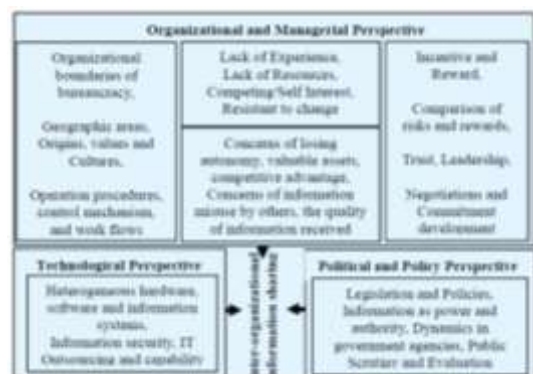 Organizational and Managerial Perspective
Organizational
boundaries of
bureaucracy,
Geographic areas,
Origins, values and
Cultures,
Operation procedures,
control mechanism,
and work flows
Lack of Experience,
Lack of Resources,
Competing/Self Interest,
Resistant to change
Concerns of losing
autonomy, valuable assets,
competitive advantage,
Concerns of information
misuse by others, the quality
of information received
Incentive and
Reward,
Comparison of
risks and rewards,
Trust, Leadership,
Negotiations and
Commitment
development
Technological Perspective
Heterogeneous hardware,
software and information
systems,
Information security, IT
Outsourcing and capability
organizational
information sharing
Political and Policy Perspective
Legislation and Policies,
Information as power and
authority, Dynamics in
government agencies, Public
and Evaluation